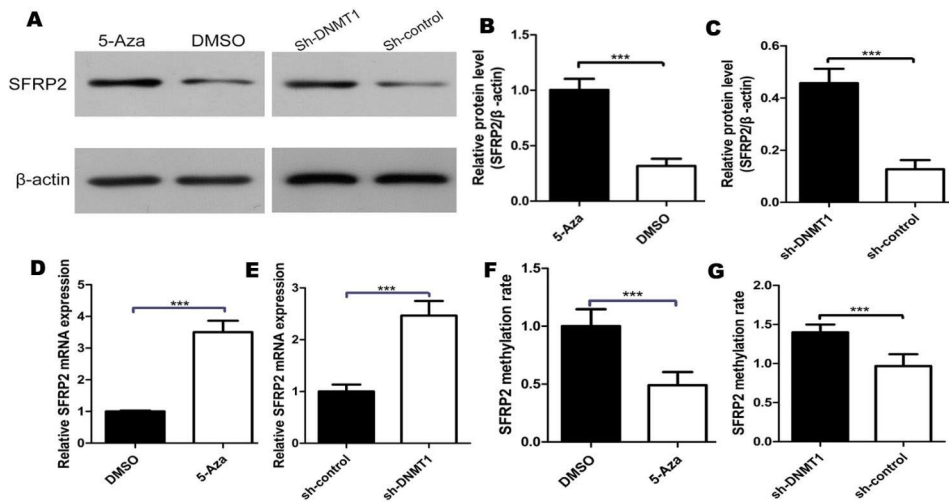 A
5-Aza DMSO Sh-DNMT1 Sh-control
SFRP2
β-actin
B
Relative protein level
(SFRP2/β -actin)
1.5
1.0
0.5
0.0
***
5-Aza DMSO
C
Relative protein level
(SFRP2/β -actin)
0.6
0.4
0.2
0.0
***
sh-DNMT1 sh-control
D
Relative SFRP2 mRNA expression
5
4
3
2
1
0
***
DMSO 5-Aza
E
Relative SFRP2 mRNA expression
3
2
1
0
***
sh-control sh-DNMT1
F
SFRP2 methylation rate
1.5
1.0
0.5
0.0
***
DMSO 5-Aza
G
SFRP2 methylation rate
2.0
1.5
1.0
0.5
0.0
***
sh-DNMT1 sh-control